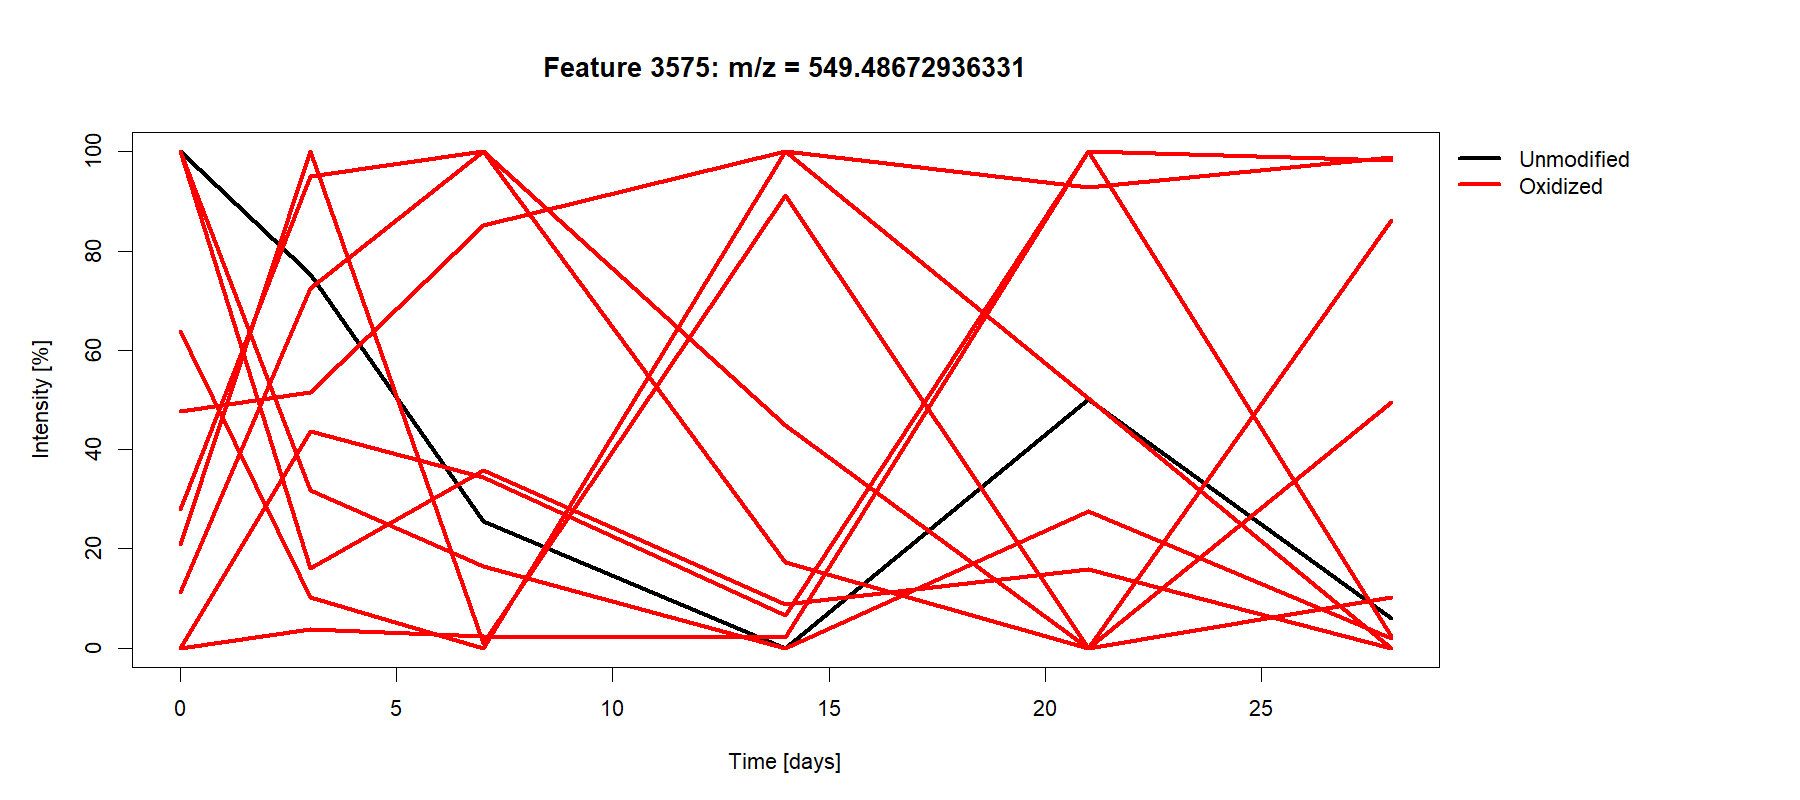 Feature 3575: m/z = 549.48672936331
Unmodified
Oxidized
Intensity [%]
100
80
60
40
20
0
0 5 10 15 20 25
Time [days]